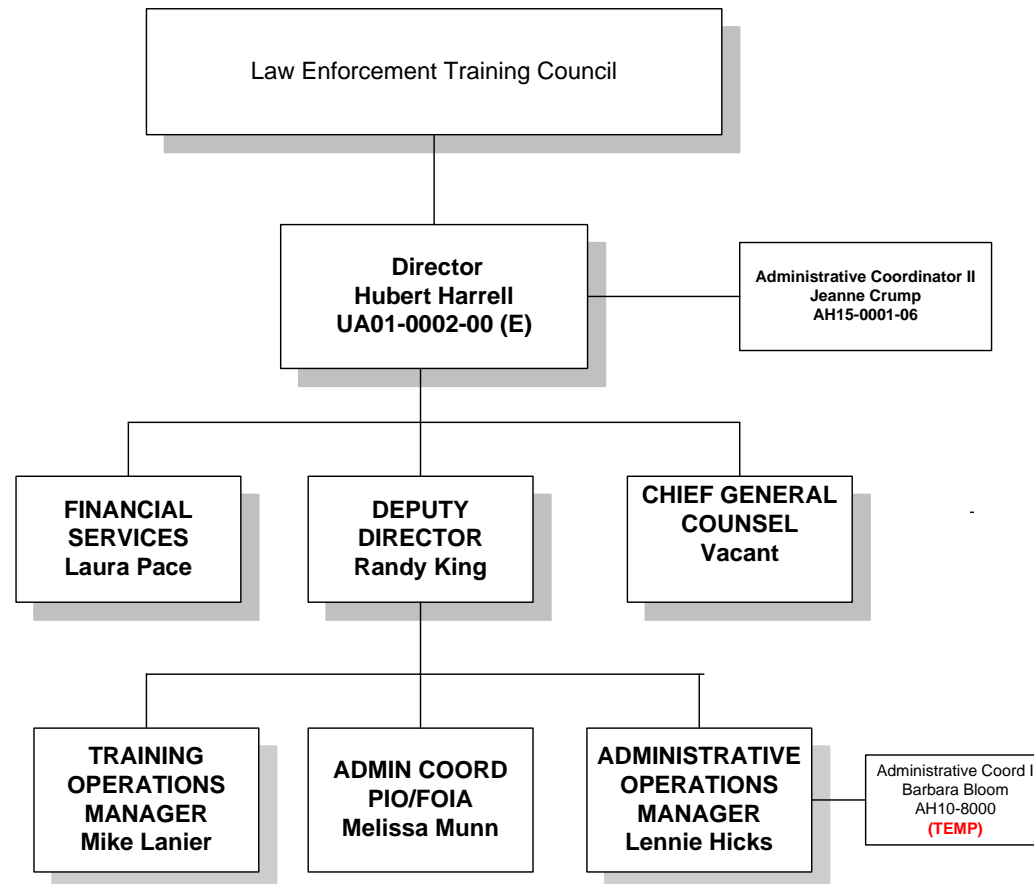 Law Enforcement Training Council
Director
Hubert Harrell
UA01-0002-00 (E)
Administrative Coordinator II
Jeanne Crump
AH15-0001-06
FINANCIAL
SERVICES
Laura Pace
DEPUTY
DIRECTOR
Randy King
CHIEF GENERAL
COUNSEL
Vacant
-
TRAINING
OPERATIONS
MANAGER
Mike Lanier
ADMIN COORD
PIO/FOIA
Melissa Munn
ADMINISTRATIVE
OPERATIONS
MANAGER
Lennie Hicks
Administrative Coord I
Barbara Bloom
AH10-8000
(TEMP)